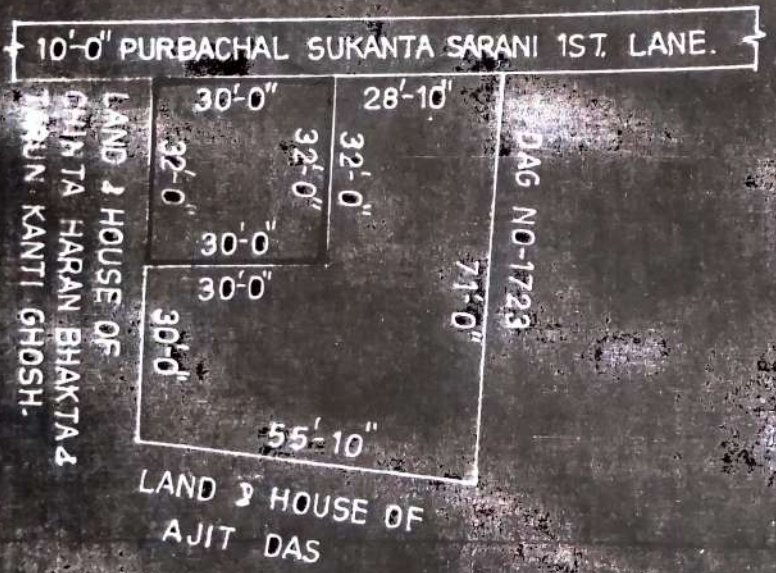 10'-0" PURBACHAL SUKANTA SARANI 1ST. LANE.
30'-0"
28'-10"
32'-0"
32'-0"
32'-0"
30'-0"
30'-0"
30'-0"
71'-0"
55'-10"
DAG NO-1723
LAND & HOUSE OF
HARAN BHAKTA &
KANTI GHOSH.
LAND & HOUSE OF
AJIT DAS